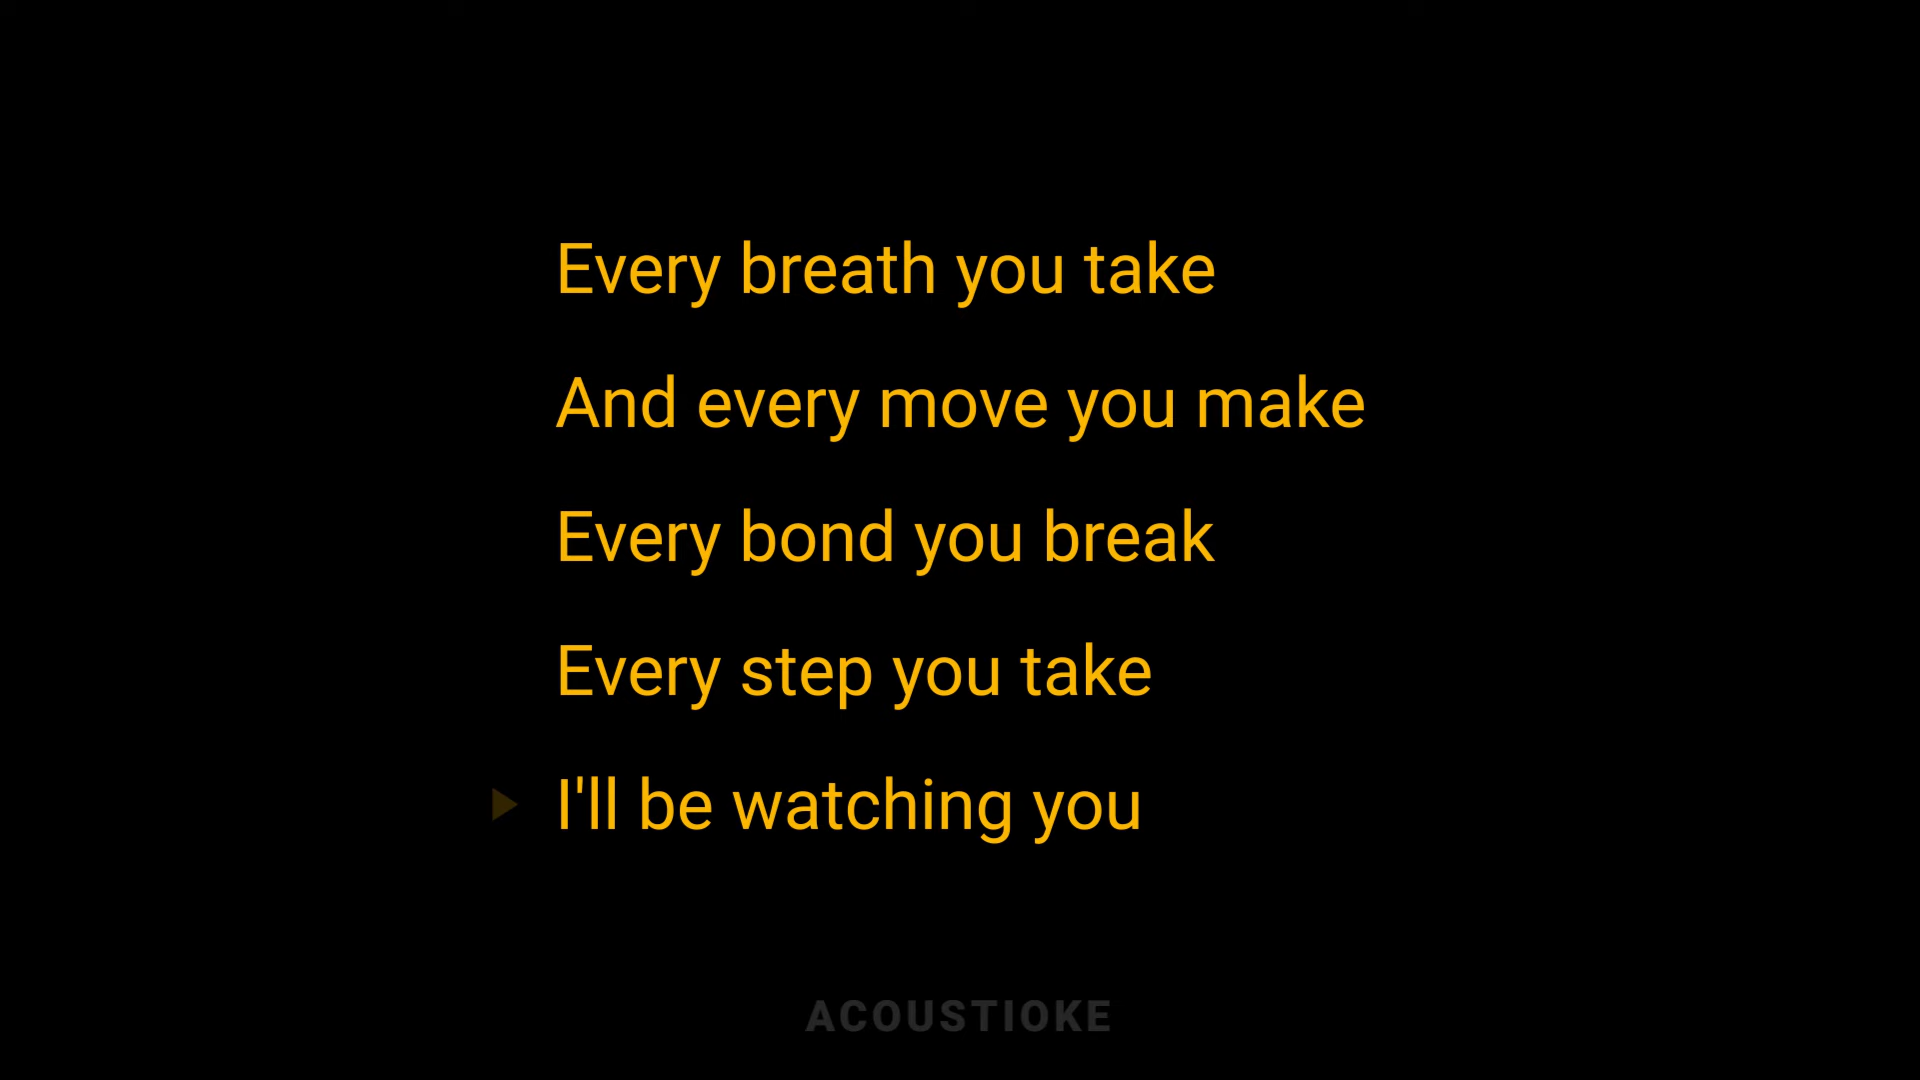 Every breath you take
And every move you make
Every bond you break
Every step you take
I'll be watching you
ACOUSTIOKE